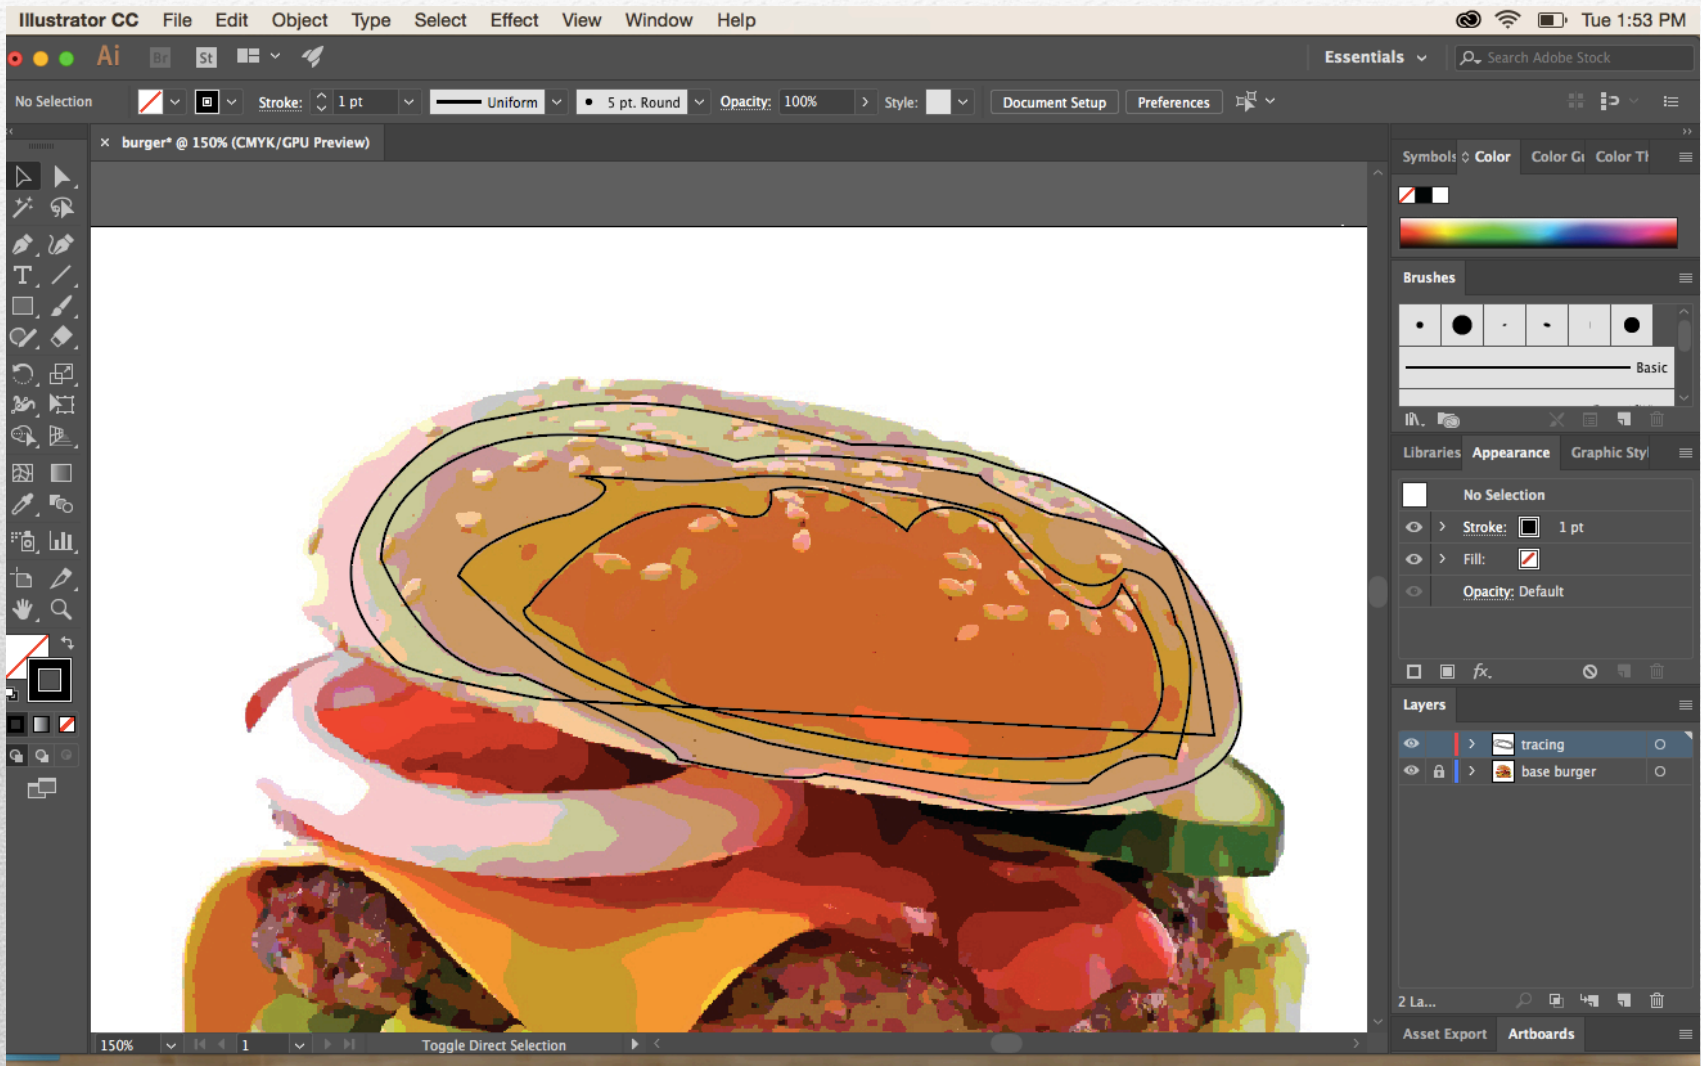 Illustrator CC File Edit Object Type Select Effect View Window Help Tue 1:53 PM
Ai Br St Essentials Search Adobe Stock
No Selection Stroke: 1 pt Uniform 5 pt. Round Opacity: 100% Style: Document Setup Preferences
× burger* @ 150% (CMYK/GPU Preview)
Symbols Color Color Gu Color Th
Brushes
Basic
Libraries Appearance Graphic Styl
No Selection
Stroke: 1 pt
Fill:
Opacity: Default
fx.
Layers
tracing
base burger
2 La...
Asset Export Artboards
150% 1 Toggle Direct Selection